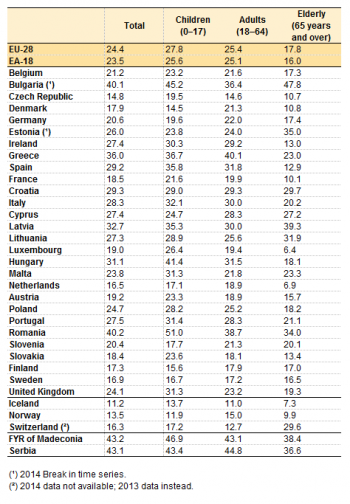 Total Children (0–17) Adults (18–64) Elderly (65 years and over)
EU-28 24.4 27.8 25.4 17.8
EA-18 23.5 25.6 25.1 16.0
Belgium 21.2 23.2 21.6 17.3
Bulgaria (¹) 40.1 45.2 36.4 47.8
Czech Republic 14.8 19.5 14.6 10.7
Denmark 17.9 14.5 21.3 10.8
Germany 20.6 19.6 22.0 17.4
Estonia (¹) 26.0 23.8 24.0 35.0
Ireland 27.4 30.3 29.2 13.0
Greece 36.0 36.7 40.1 23.0
Spain 29.2 35.8 31.8 12.9
France 18.5 21.6 19.9 10.1
Croatia 29.3 29.0 29.3 29.7
Italy 28.3 32.1 30.0 20.2
Cyprus 27.4 24.7 28.3 27.2
Latvia 32.7 35.3 30.0 39.3
Lithuania 27.3 28.9 25.6 31.9
Luxembourg 19.0 26.4 19.4 6.4
Hungary 31.1 41.4 31.5 18.1
Malta 23.8 31.3 21.8 23.3
Netherlands 16.5 17.1 18.9 6.9
Austria 19.2 23.3 18.9 15.7
Poland 24.7 28.2 25.2 18.2
Portugal 27.5 31.4 28.3 21.1
Romania 40.2 51.0 38.7 34.0
Slovenia 20.4 17.7 21.3 20.1
Slovakia 18.4 23.6 18.1 13.4
Finland 17.3 15.6 17.9 17.0
Sweden 16.9 16.7 17.2 16.5
United Kingdom 24.1 31.3 23.2 19.3
Iceland 11.2 13.7 11.0 7.3
Norway 13.5 11.9 15.0 9.9
Switzerland (²) 16.3 17.2 12.7 29.6
FYR of Madeconia 43.2 46.9 43.1 38.4
Serbia 43.1 43.4 44.8 36.6
(¹) 2014 Break in time series.
(²) 2014 data not available; 2013 data instead.